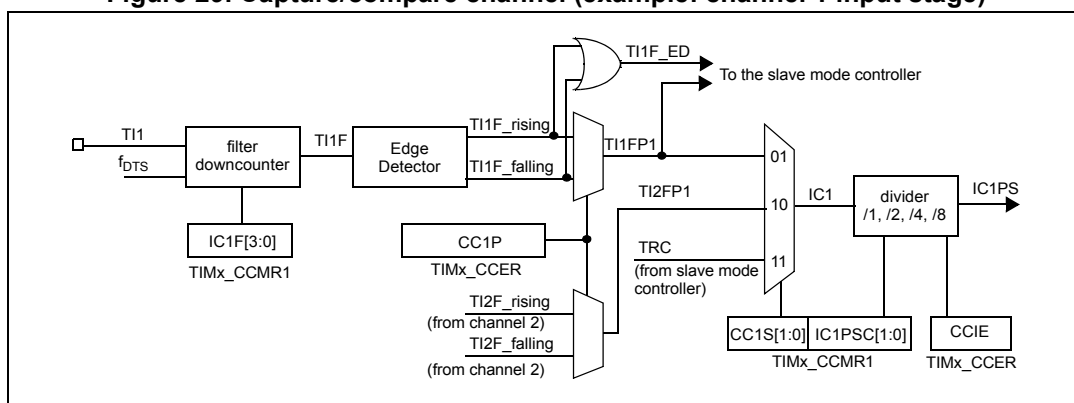 Figure 29. Capture/compare channel (example: channel 1 input stage)
TI1F_ED
To the slave mode controller
TI1
f_DTS
filter
downcounter
TI1F
Edge
Detector
TI1F_rising
TI1F_falling
TI1FP1
01
TI2FP1
10
IC1
divider
/1, /2, /4, /8
IC1PS
IC1F[3:0]
TIMx_CCMR1
CC1P
TIMx_CCER
TRC
11
(from slave mode
controller)
TI2F_rising
(from channel 2)
TI2F_falling
(from channel 2)
CC1S[1:0]
IC1PSC[1:0]
TIMx_CCMR1
CCIE
TIMx_CCER